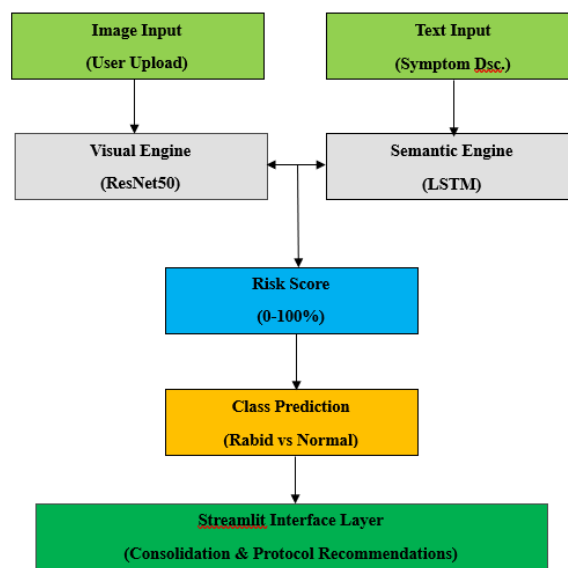 Image Input
(User Upload)
Text Input
(Symptom Dsc.)
Visual Engine
(ResNet50)
Semantic Engine
(LSTM)
Risk Score
(0-100%)
Class Prediction
(Rabid vs Normal)
Streamlit Interface Layer
(Consolidation & Protocol Recommendations)